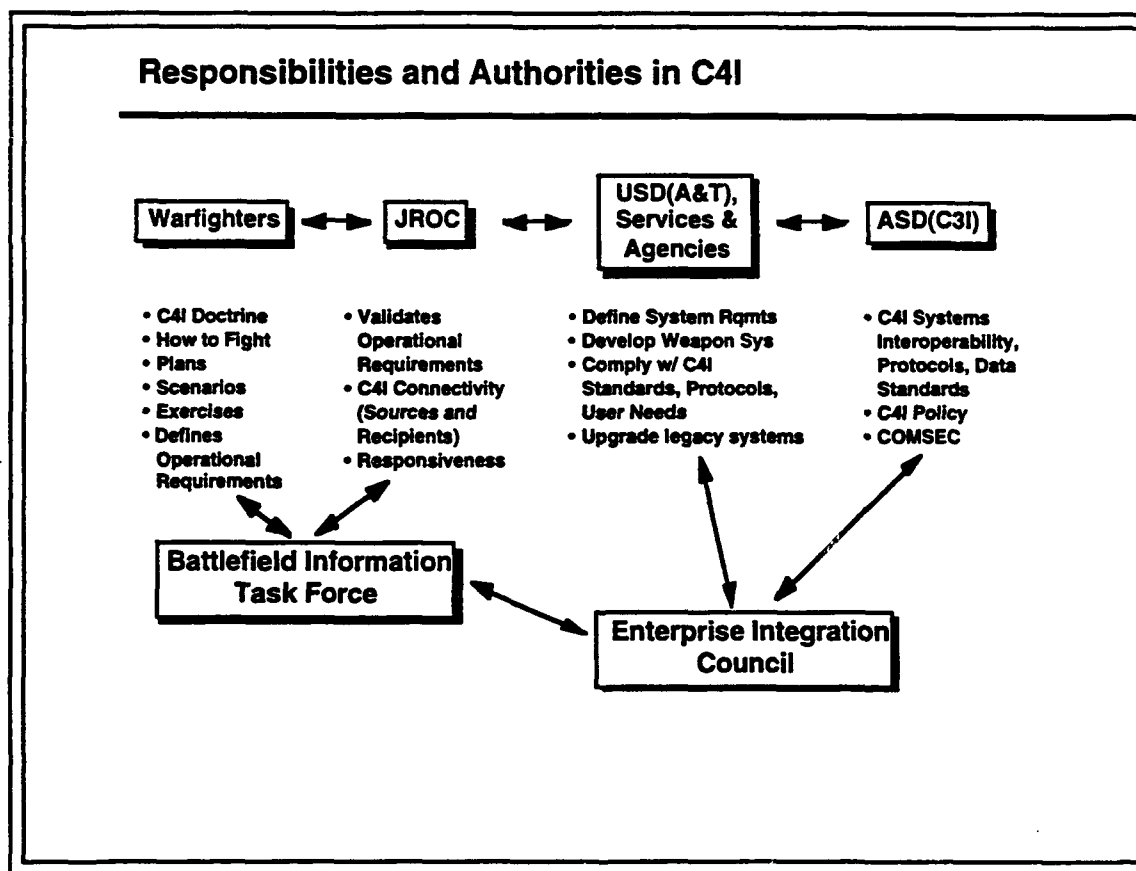 Responsibilities and Authorities in C4I
Warfighters
JROC
USD(A&T),
Services &
Agencies
ASD(C3I)
• C4I Doctrine
• How to Fight
• Plans
• Scenarios
• Exercises
• Defines
Operational
Requirements
• Validates
Operational
Requirements
• C4I Connectivity
(Sources and
Recipients)
• Responsiveness
• Define System Rqmts
• Develop Weapon Sys
• Comply w/ C4I
Standards, Protocols,
User Needs
• Upgrade legacy systems
• C4I Systems
Interoperability,
Protocols, Data
Standards
• C4I Policy
• COMSEC
Battlefield Information
Task Force
Enterprise Integration
Council